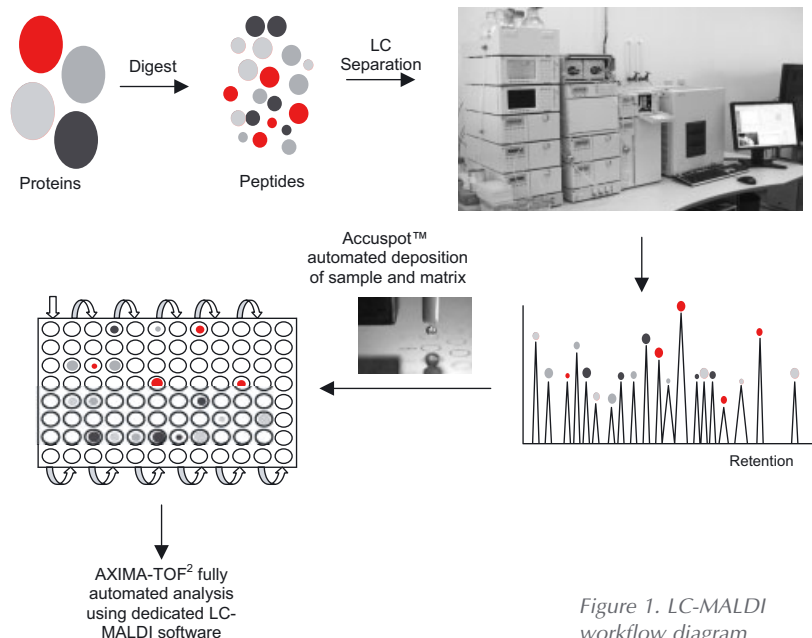 Digest
LC
Separation
Proteins
Peptides
Accuspot™
automated deposition
of sample and matrix
Retention
AXIMA-TOF² fully
automated analysis
using dedicated LC-
MALDI software
Figure 1. LC-MALDI
workflow diagram